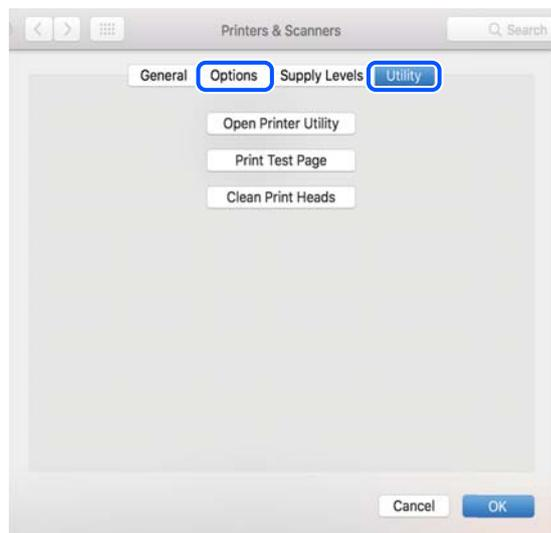 Printers & Scanners Search
General Options Supply Levels Utility
Open Printer Utility
Print Test Page
Clean Print Heads
Cancel OK